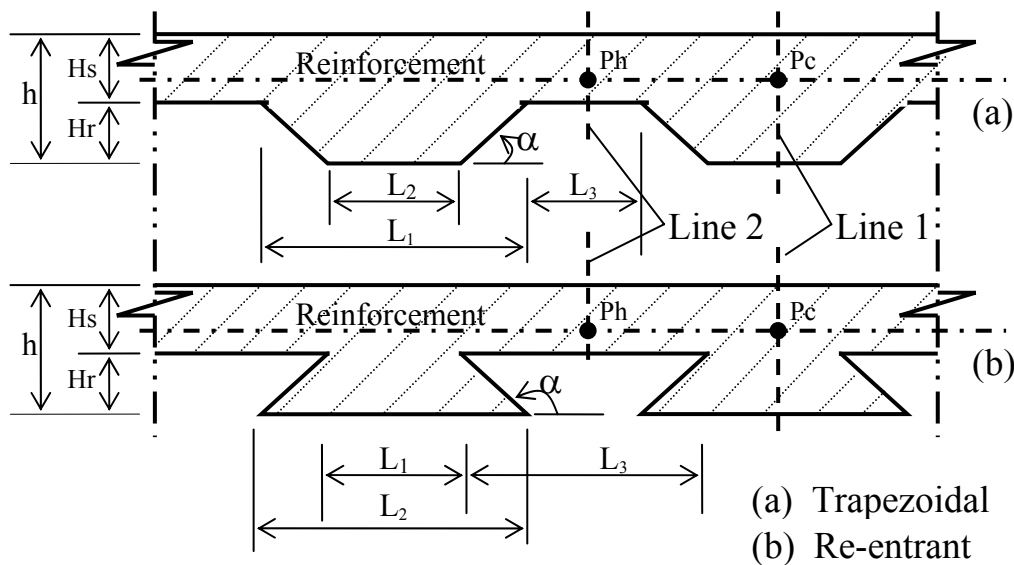 Hs
Reinforcement
Ph
Pc
h
Hr
α
(a)
L₂
L₃
L₁
Line 2
Line 1
Hs
Reinforcement
Ph
Pc
h
Hr
α
(b)
L₁
L₃
L₂
(a) Trapezoidal
(b) Re-entrant